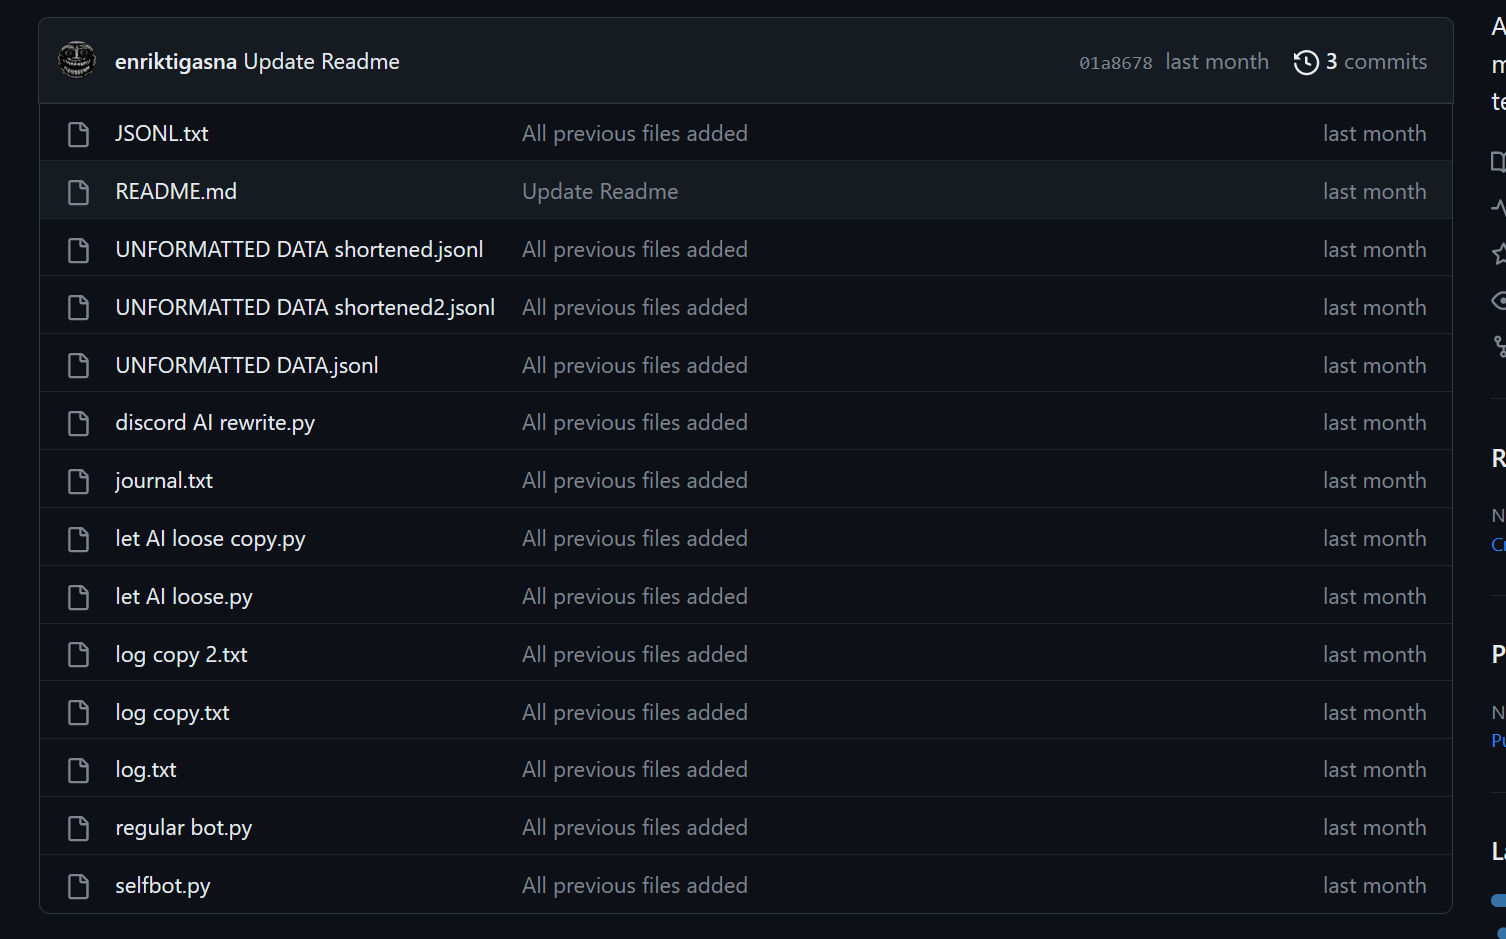 enriktigasna Update Readme 01a8678 last month 3 commits
JSONL.txt All previous files added last month
README.md Update Readme last month
UNFORMATTED DATA shortened.jsonl All previous files added last month
UNFORMATTED DATA shortened2.jsonl All previous files added last month
UNFORMATTED DATA.jsonl All previous files added last month
discord AI rewrite.py All previous files added last month
journal.txt All previous files added last month
let AI loose copy.py All previous files added last month
let AI loose.py All previous files added last month
log copy 2.txt All previous files added last month
log copy.txt All previous files added last month
log.txt All previous files added last month
regular bot.py All previous files added last month
selfbot.py All previous files added last month